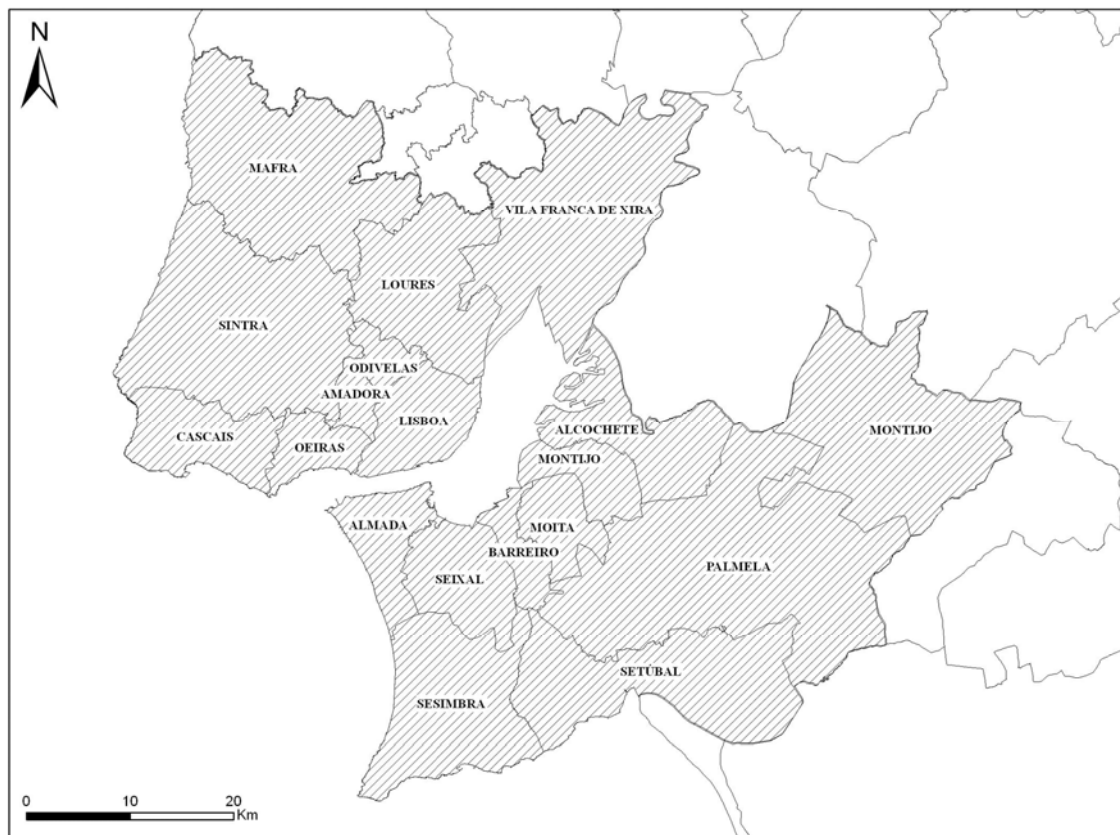 N
MAFRA
VILA FRANCA DE XIRA
LOURES
SINTRA
ODIVELAS
AMADORA
LISBOA
CASCAIS
OEIRAS
ALCOCHETE
MONTIJO
MONTIJO
ALMADA
MOITA
BARREIRO
SEIXAL
PALMELA
SETÚBAL
SESIMBRA
0 10 20
Km